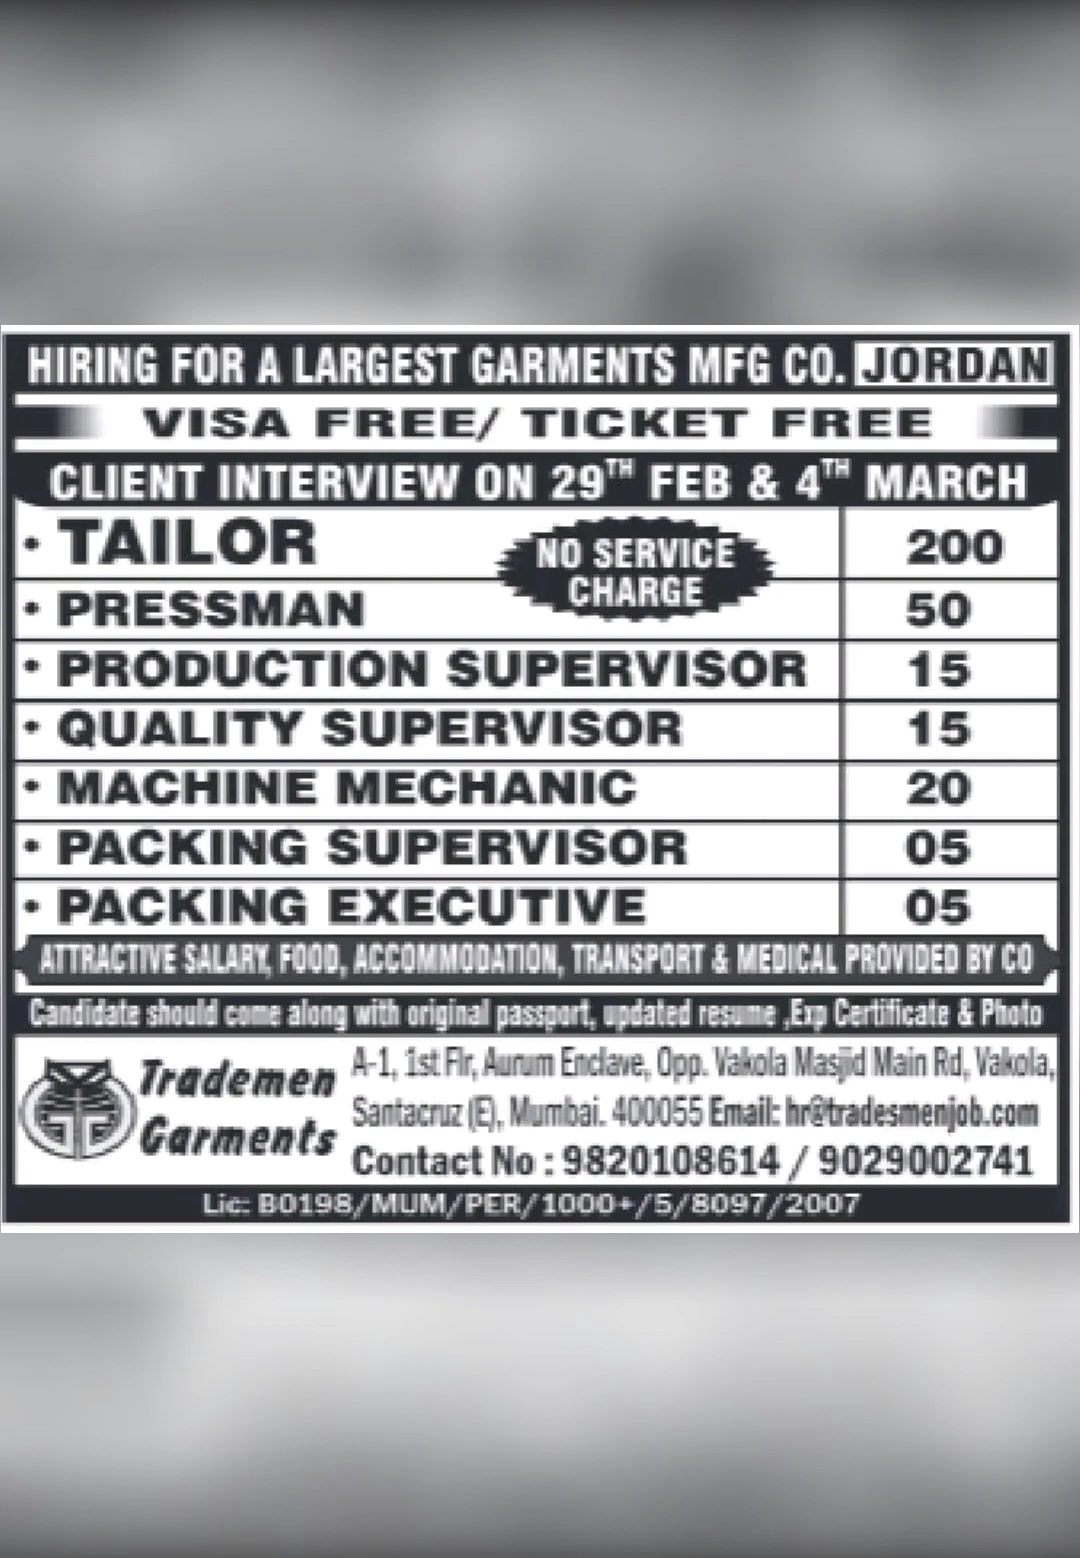 HIRING FOR A LARGEST GARMENTS MFG CO. JORDAN
VISA FREE/ TICKET FREE
CLIENT INTERVIEW ON 29TH FEB & 4TH MARCH
• TAILOR 200
NO SERVICE
CHARGE
• PRESSMAN 50
• PRODUCTION SUPERVISOR 15
• QUALITY SUPERVISOR 15
• MACHINE MECHANIC 20
• PACKING SUPERVISOR 05
• PACKING EXECUTIVE 05
ATTRACTIVE SALARY, FOOD, ACCOMMODATION, TRANSPORT & MEDICAL PROVIDED BY CO
Candidate should come along with original passport, updated resume ,Exp Certificate & Photo
Trademen
Garments
A-1, 1st Flr, Aurum Enclave, Opp. Vakola Masjid Main Rd, Vakola,
Santacruz (E), Mumbai. 400055 Email: hr@tradesmenjob.com
Contact No : 9820108614 / 9029002741
Lic: B0198/MUM/PER/1000+/5/8097/2007